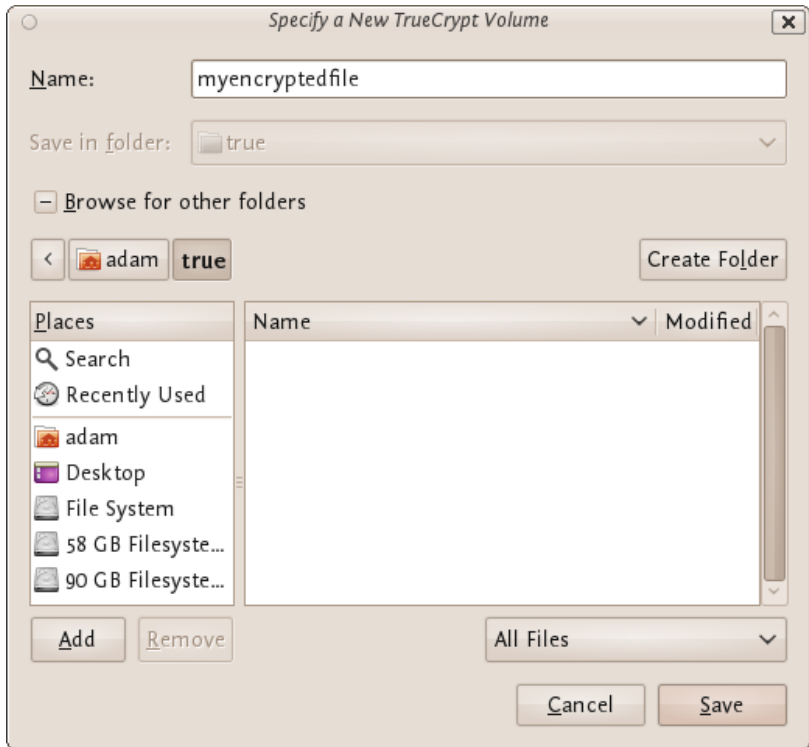 Specify a New TrueCrypt Volume
Name: myencryptedfile
Save in folder: true
Browse for other folders
adam true Create Folder
Places Name Modified
Search
Recently Used
adam
Desktop
File System
58 GB Filesyste...
90 GB Filesyste...
Add Remove All Files
Cancel Save